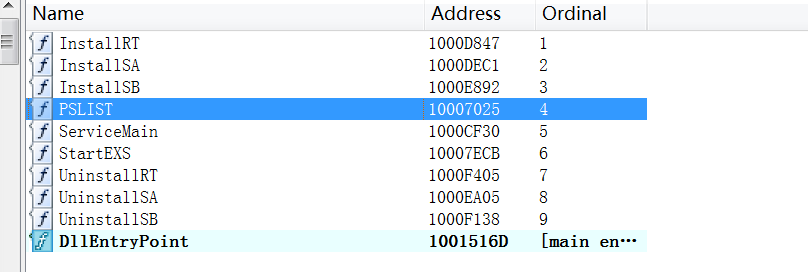 Name Address Ordinal
InstallRT 1000D847 1
InstallSA 1000DEC1 2
InstallSB 1000E892 3
PSLIST 10007025 4
ServiceMain 1000CF30 5
StartEXS 10007ECB 6
UninstallRT 1000F405 7
UninstallSA 1000EA05 8
UninstallSB 1000F138 9
DllEntryPoint 1001516D [main en…